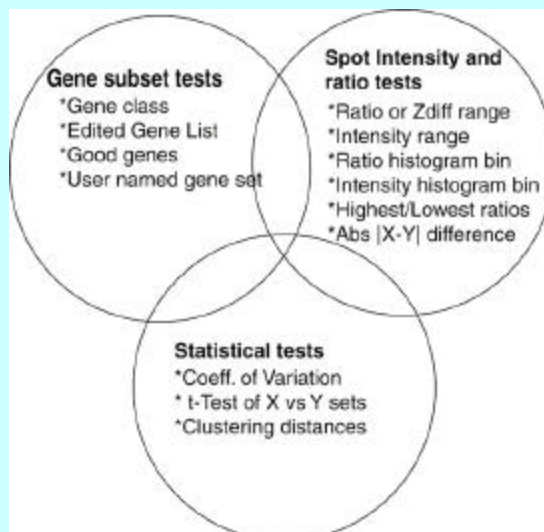 Gene subset tests
*Gene class
*Edited Gene List
*Good genes
*User named gene set
Spot Intensity and
ratio tests
*Ratio or Zdiff range
*Intensity range
*Ratio histogram bin
*Intensity histogram bin
*Highest/Lowest ratios
*Abs |X-Y| difference
Statistical tests
*Coeff. of Variation
* t-Test of X vs Y sets
*Clustering distances